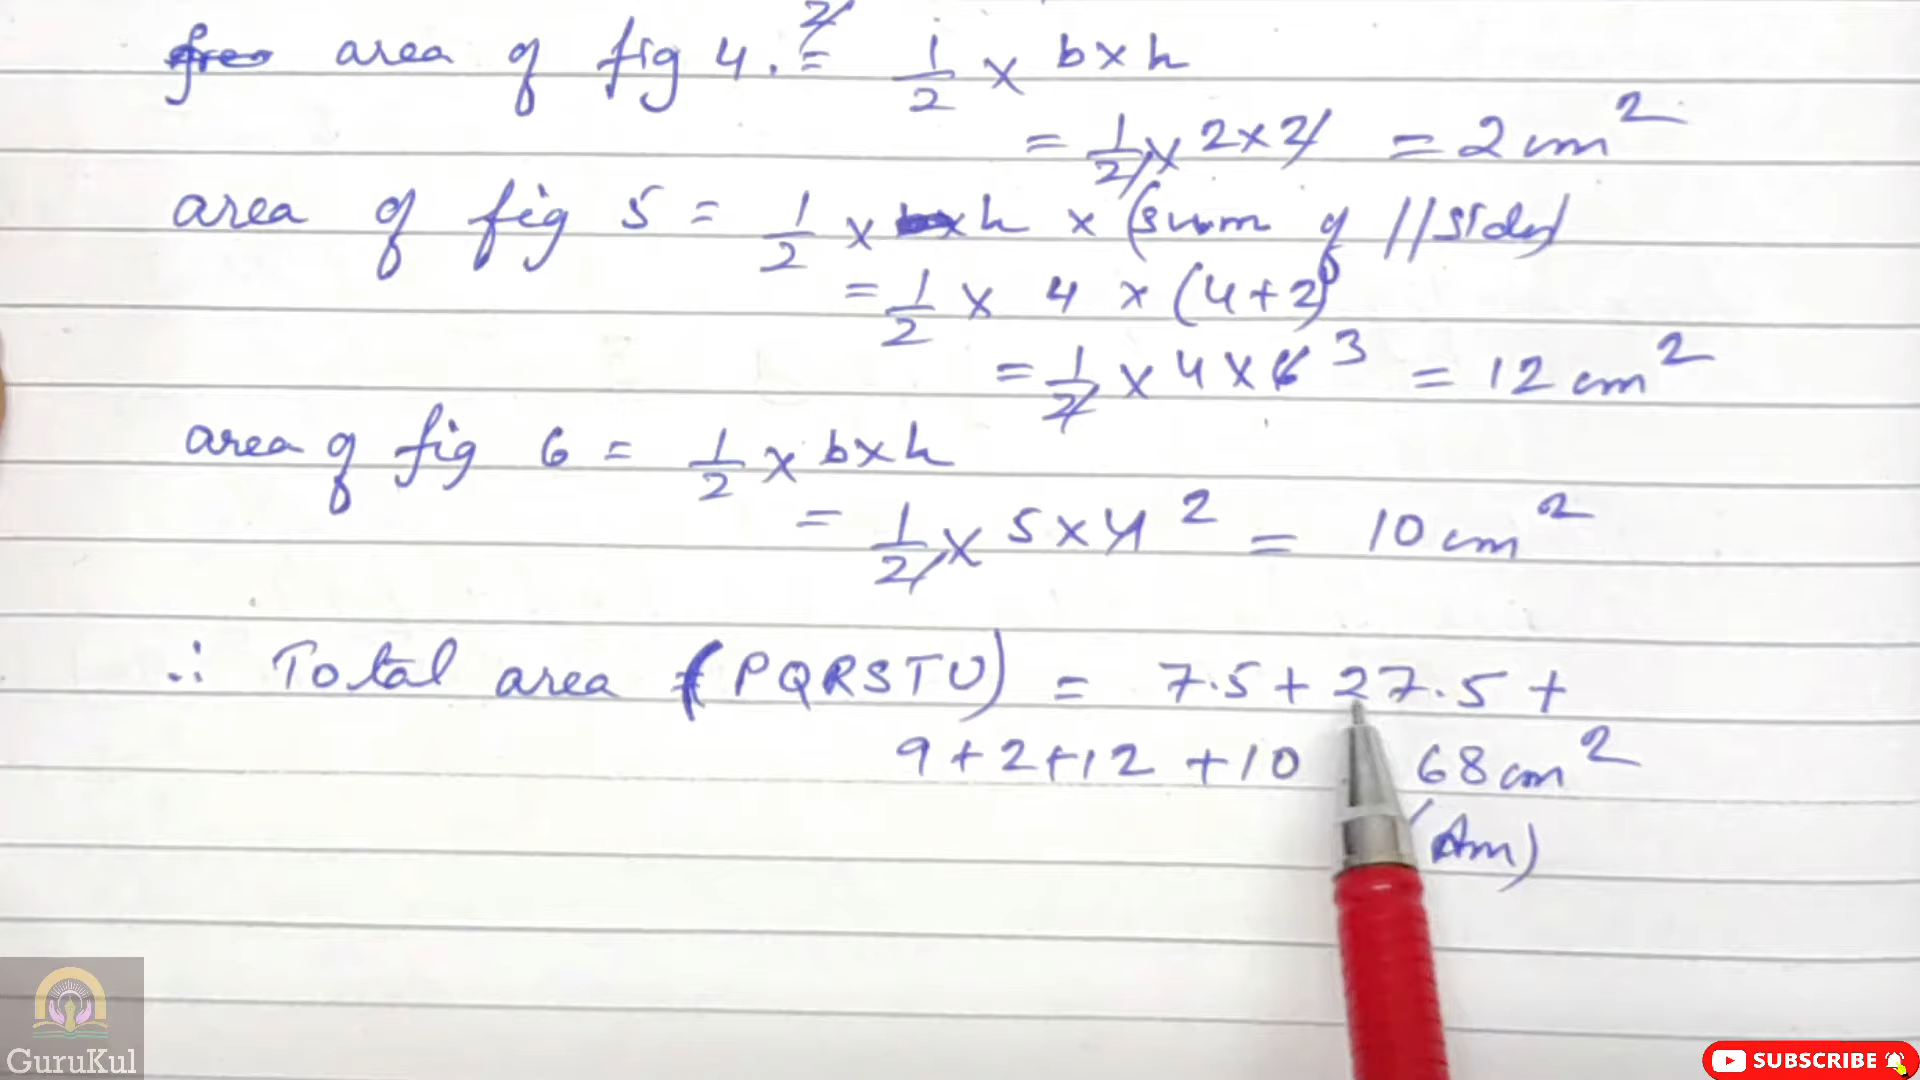 area of fig 4. = 1/2 × b×h
= 1/2 × 2×2 = 2 cm²
area of fig 5 = 1/2 × h × (sum of // sides)
= 1/2 × 4 × (4+2)
= 1/2 × 4 × 6 3 = 12 cm²
area of fig 6 = 1/2 × b×h
= 1/2 × 5×4 2 = 10 cm²
∴ Total area (PQRSTU) = 7.5 + 27.5 +
9+2+12 +10 68 cm²
(Ans)
GuruKul
SUBSCRIBE